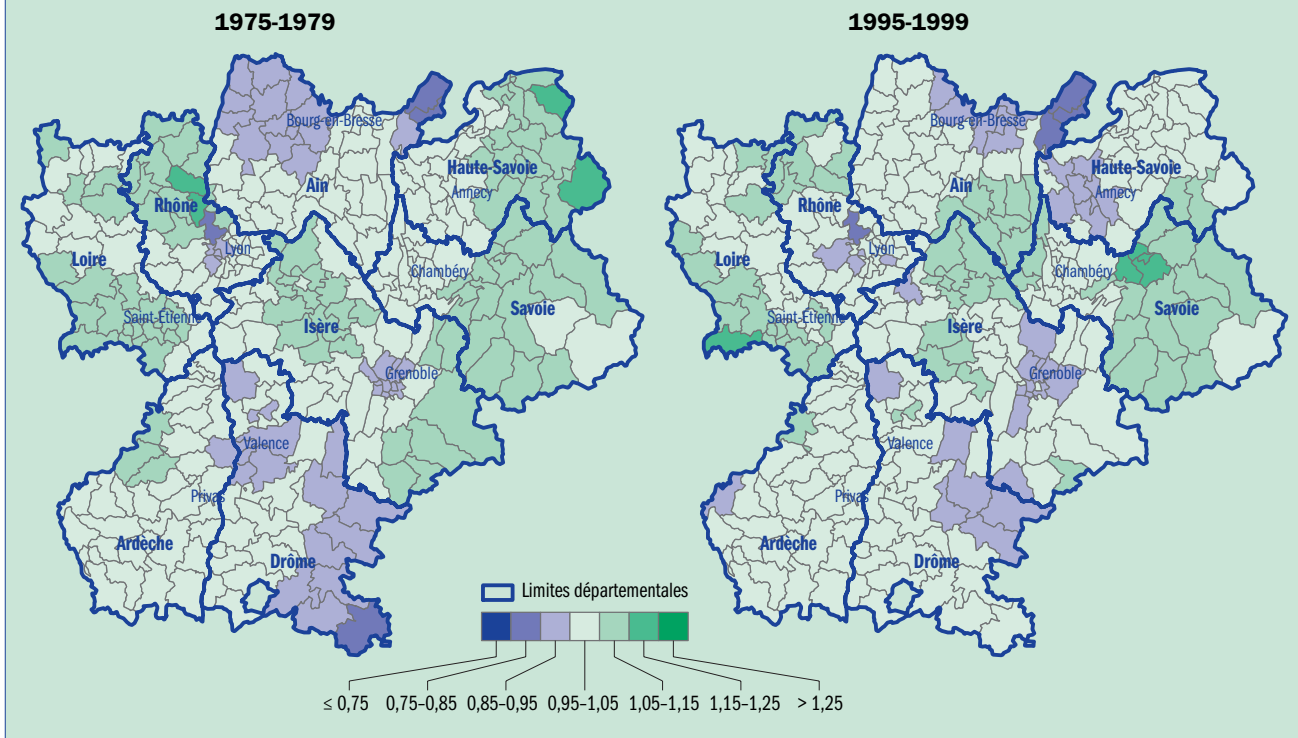 1975-1979
Bourg-en-Bresse
Haute-Savoie
Ain
Annecy
Rhône
Lyon
Loire
Chambéry
Savoie
Saint-Etienne
Isère
Grenoble
Valence
Privas
Ardèche
Drôme
1995-1999
Bourg-en-Bresse
Haute-Savoie
Ain
Annecy
Rhône
Lyon
Loire
Chambéry
Savoie
Saint-Etienne
Isère
Grenoble
Valence
Privas
Ardèche
Drôme
Limites départementales
≤ 0,75 0,75–0,85 0,85–0,95 0,95–1,05 1,05–1,15 1,15–1,25 > 1,25